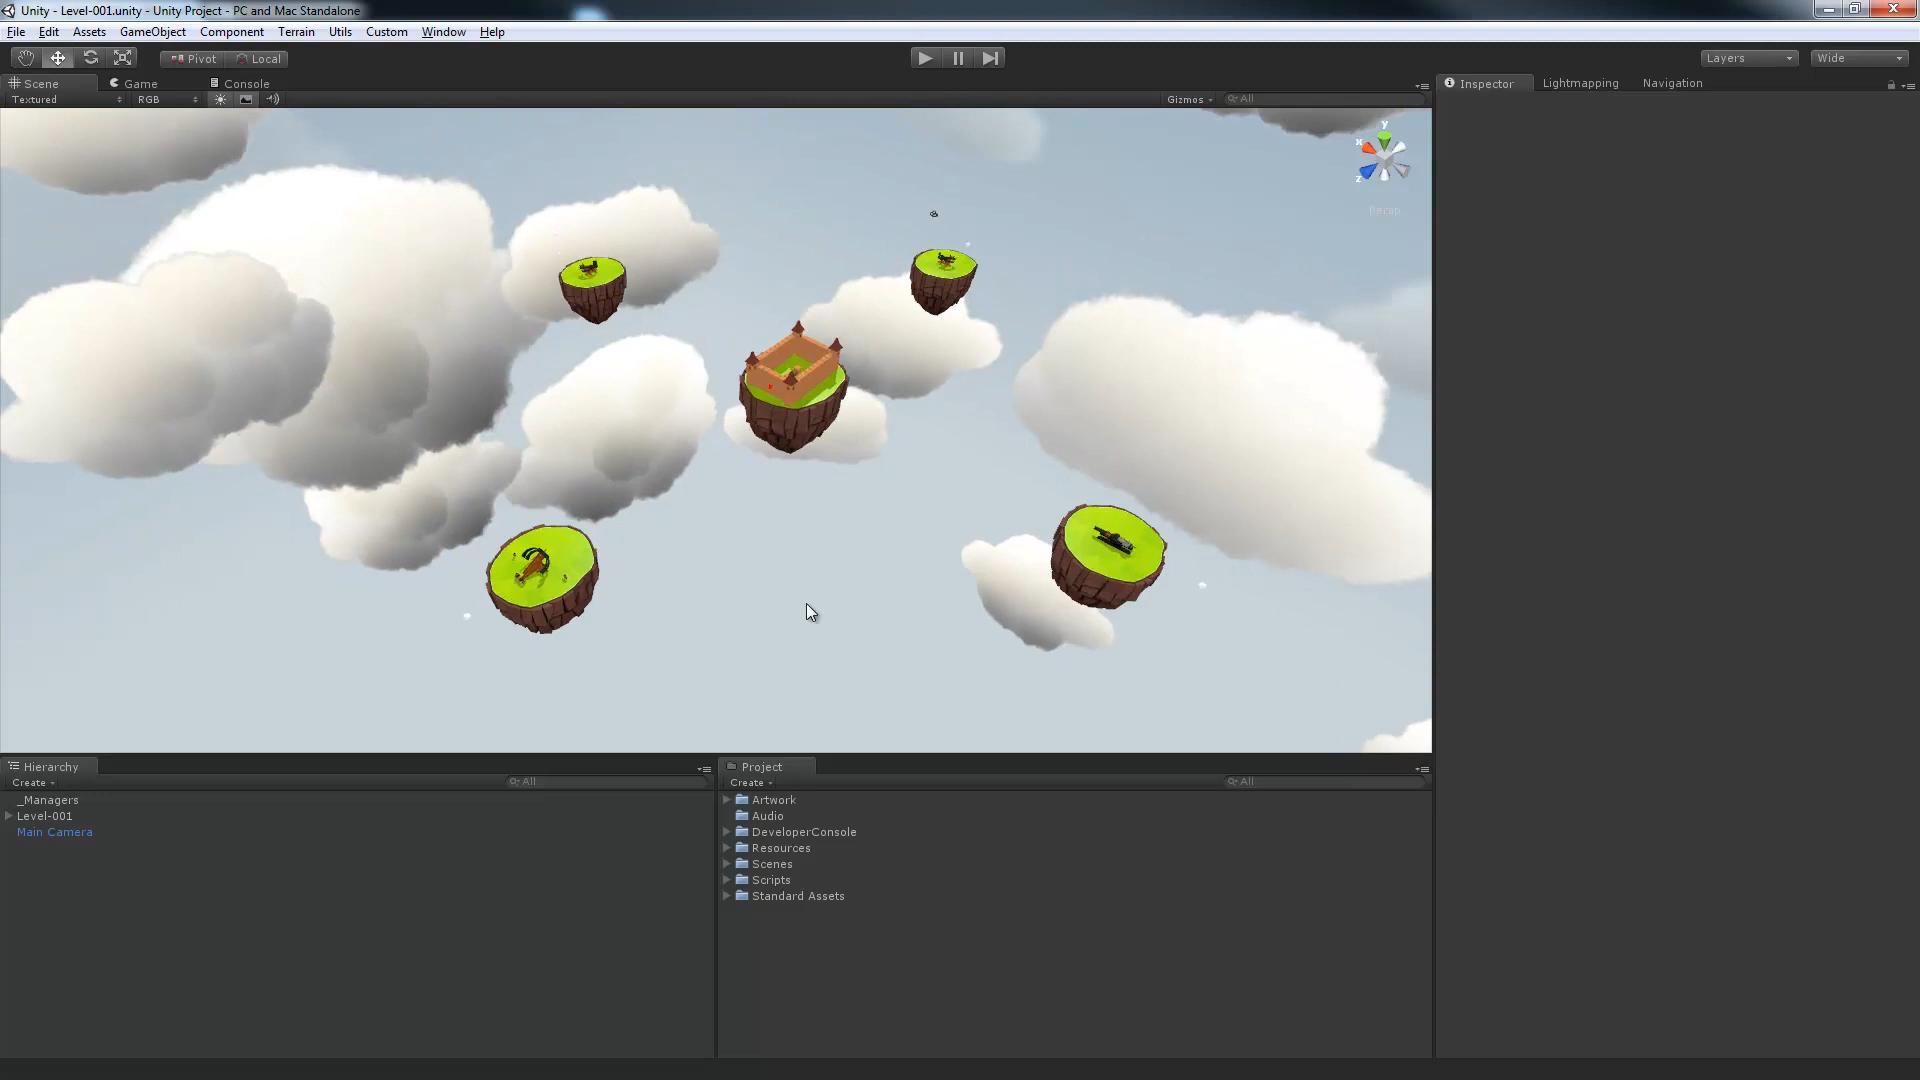 Unity - Level-001.unity - Unity Project - PC and Mac Standalone
File Edit Assets GameObject Component Terrain Utils Custom Window Help
Pivot Local Layers Wide
Scene Game Console Inspector Lightmapping Navigation
Textured RGB Gizmos All
y
x
z
Persp
Hierarchy
Create All
_Managers
Level-001
Main Camera
Project
Create All
Artwork
Audio
DeveloperConsole
Resources
Scenes
Scripts
Standard Assets